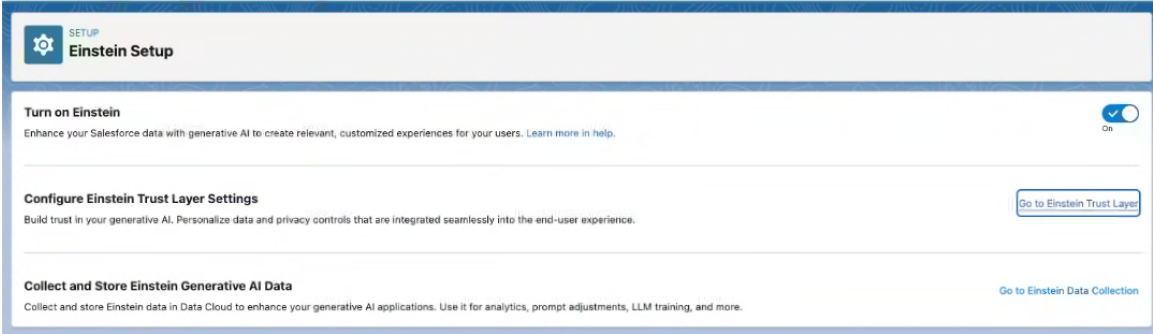 SETUP
Einstein Setup
Turn on Einstein
Enhance your Salesforce data with generative AI to create relevant, customized experiences for your users. Learn more in help.
On
Configure Einstein Trust Layer Settings
Build trust in your generative AI. Personalize data and privacy controls that are integrated seamlessly into the end-user experience.
Go to Einstein Trust Layer
Collect and Store Einstein Generative AI Data
Collect and store Einstein data in Data Cloud to enhance your generative AI applications. Use it for analytics, prompt adjustments, LLM training, and more.
Go to Einstein Data Collection